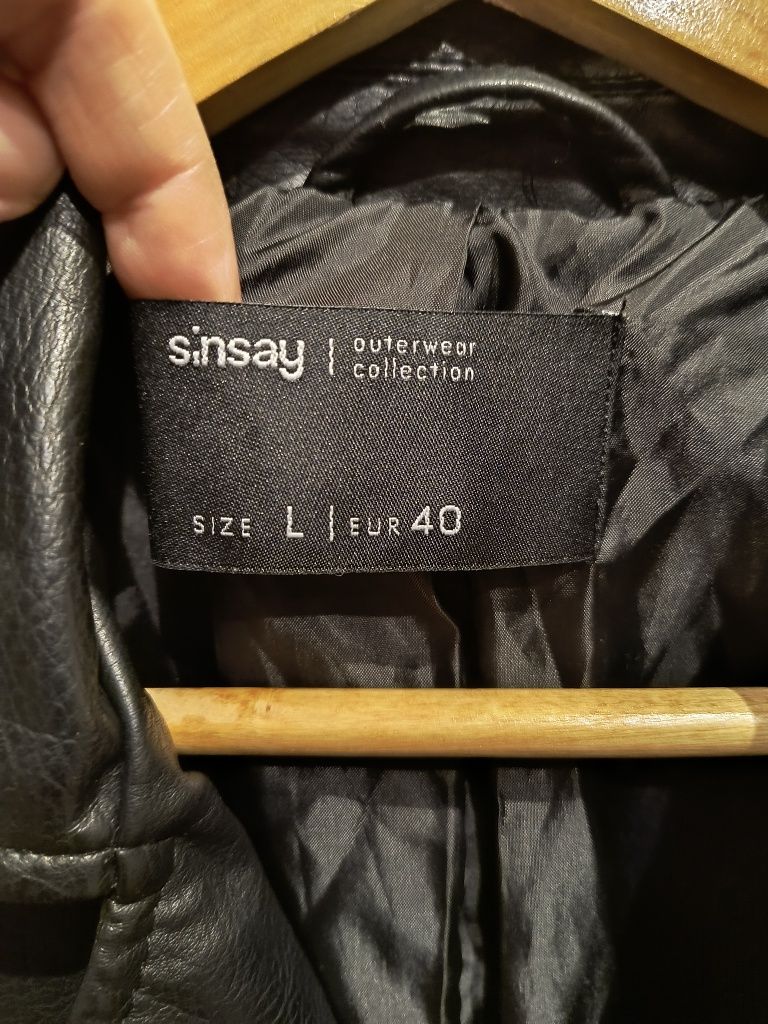 sinsay | outerwear
collection
SIZE L | EUR 40